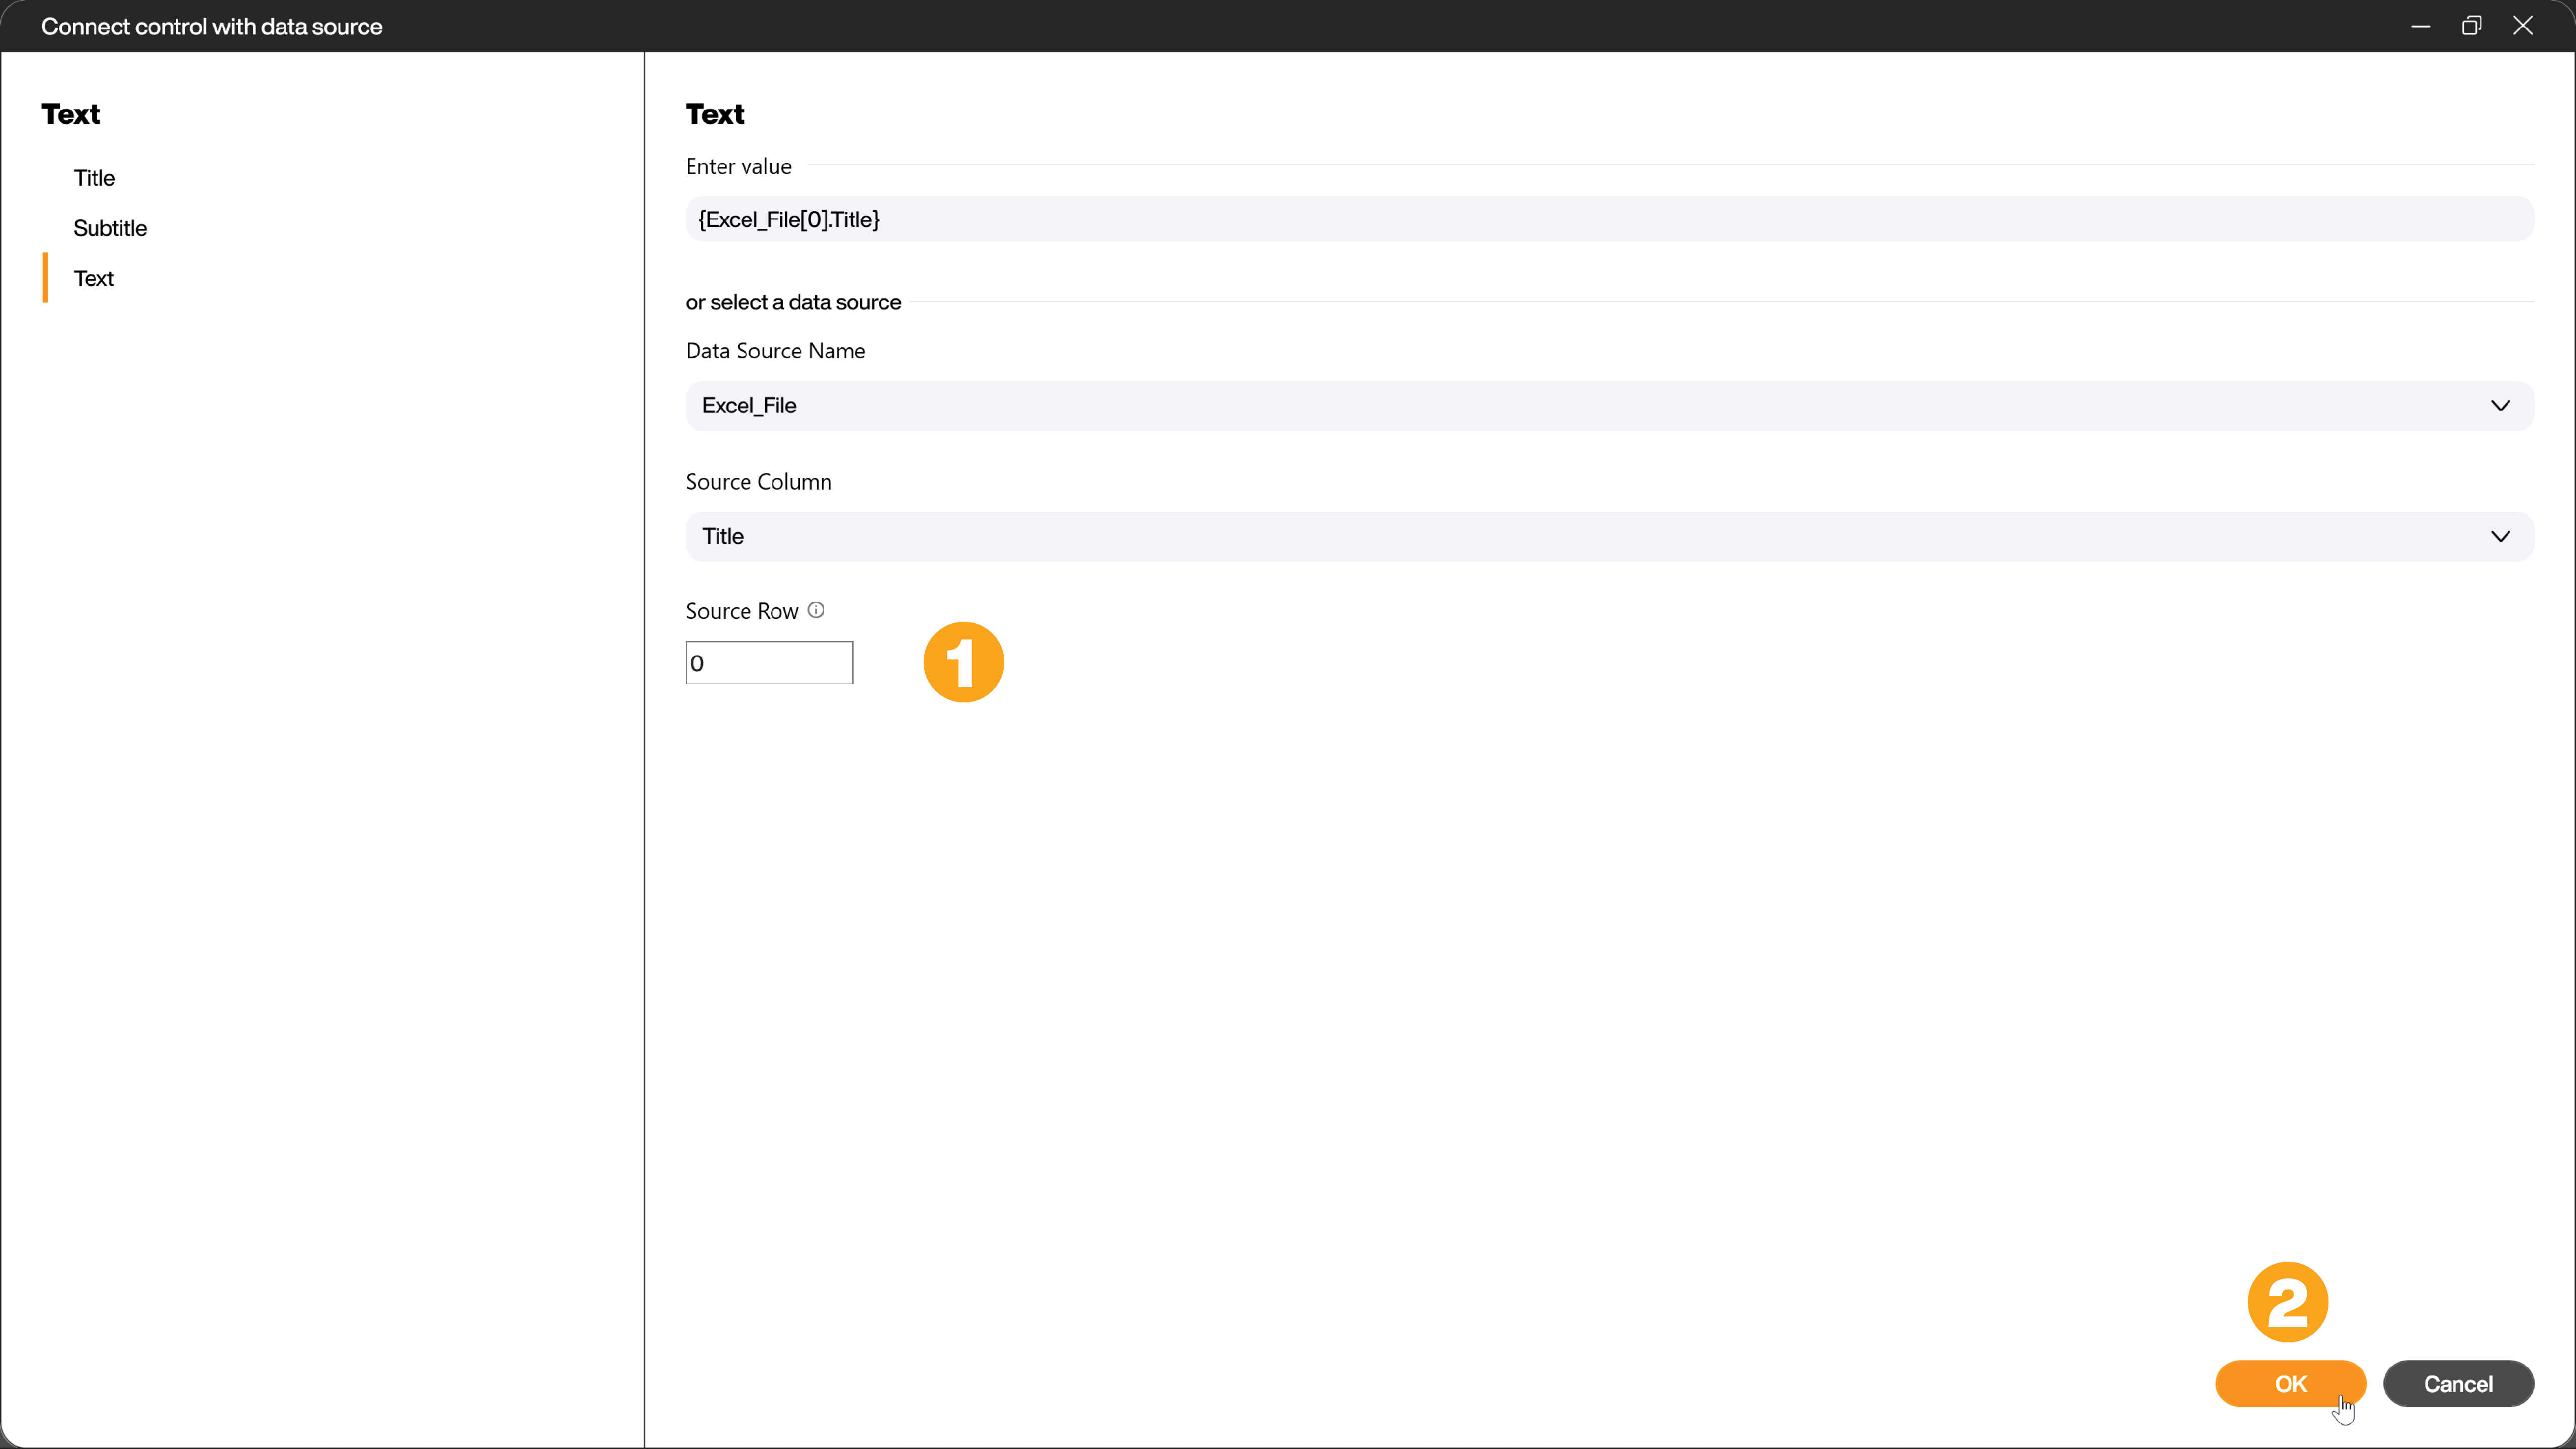 Connect control with data source
Text
Title
Subtitle
Text
Text
Enter value
{Excel_File[0].Title}
or select a data source
Data Source Name
Excel_File
Source Column
Title
Source Row
0
1
2
OK
Cancel